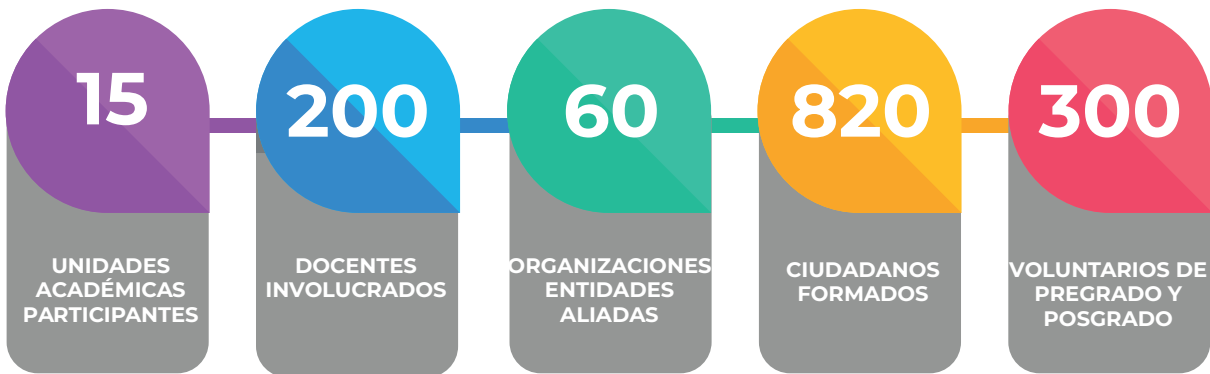 15
UNIDADES
ACADÉMICAS
PARTICIPANTES
200
DOCENTES
INVOLUCRADOS
60
ORGANIZACIONES
ENTIDADES
ALIADAS
820
CIUDADANOS
FORMADOS
300
VOLUNTARIOS DE
PREGRADO Y
POSGRADO